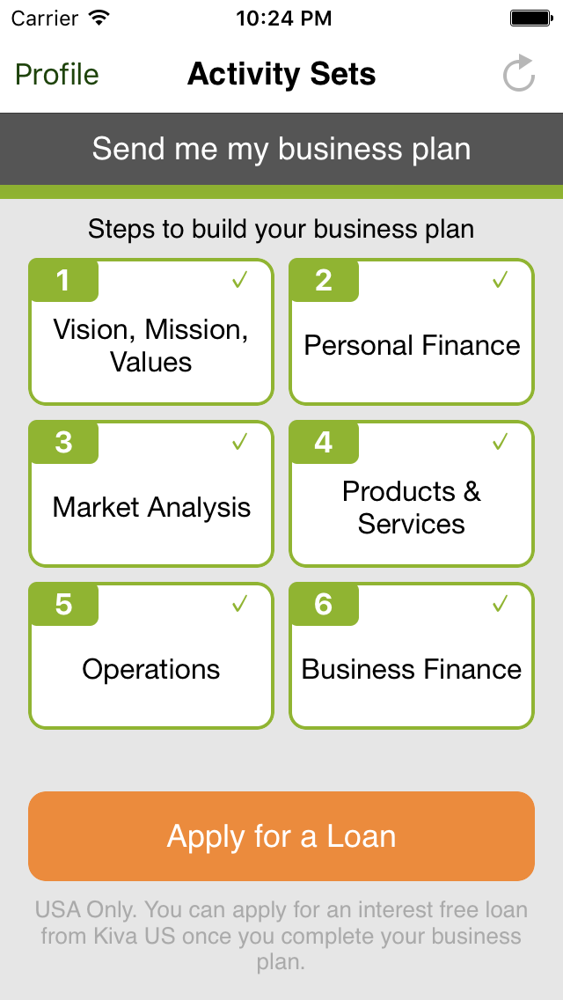 Carrier 10:24 PM
Profile Activity Sets
Send me my business plan
Steps to build your business plan
1 ✓ 2 ✓
Vision, Mission,
Values
Personal Finance
3 ✓ 4 ✓
Market Analysis
Products &
Services
5 ✓ 6 ✓
Operations
Business Finance
Apply for a Loan
USA Only. You can apply for an interest free loan
from Kiva US once you complete your business
plan.